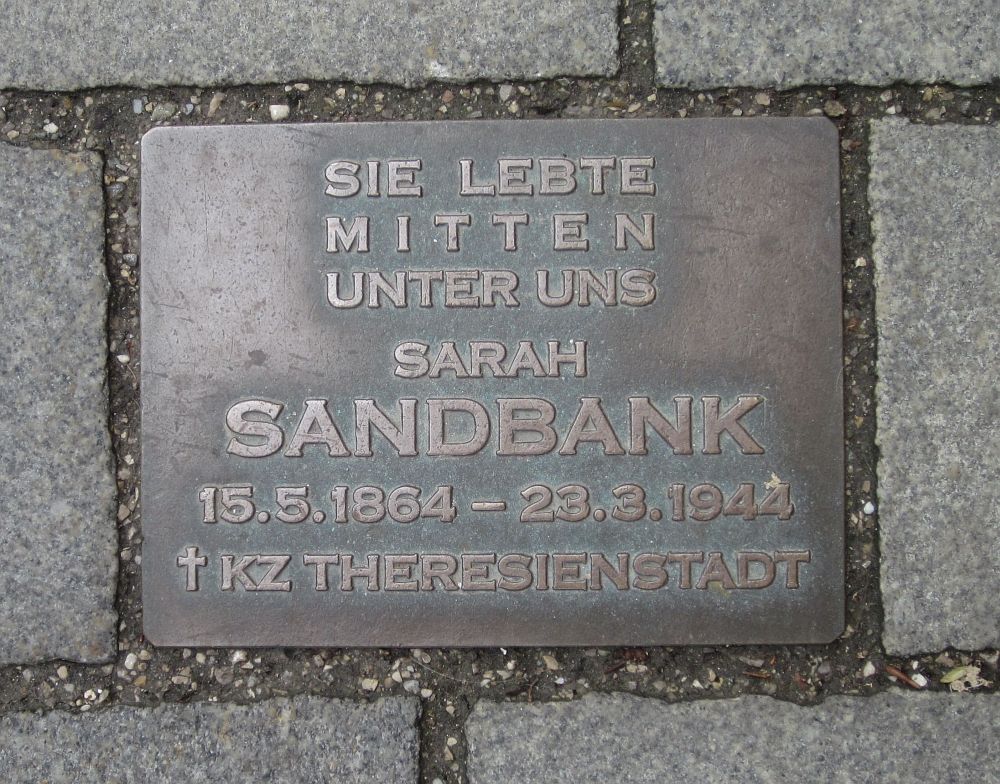 SIE LEBTE
MITTEN
UNTER UNS
SARAH
SANDBANK
15.5.1864 – 23.3.1944
† KZ THERESIENSTADT